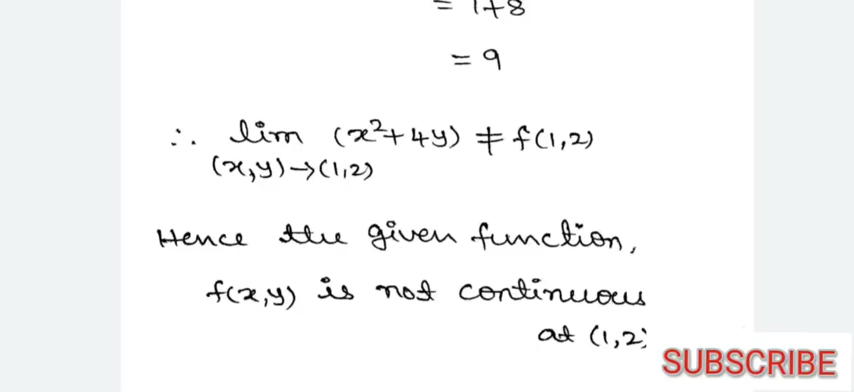 = 1+8
= 9
∴ lim (x²+4y) ≠ f(1,2)
(x,y)→(1,2)
Hence the given function,
f(x,y) is not continuous
at (1,2)
SUBSCRIBE